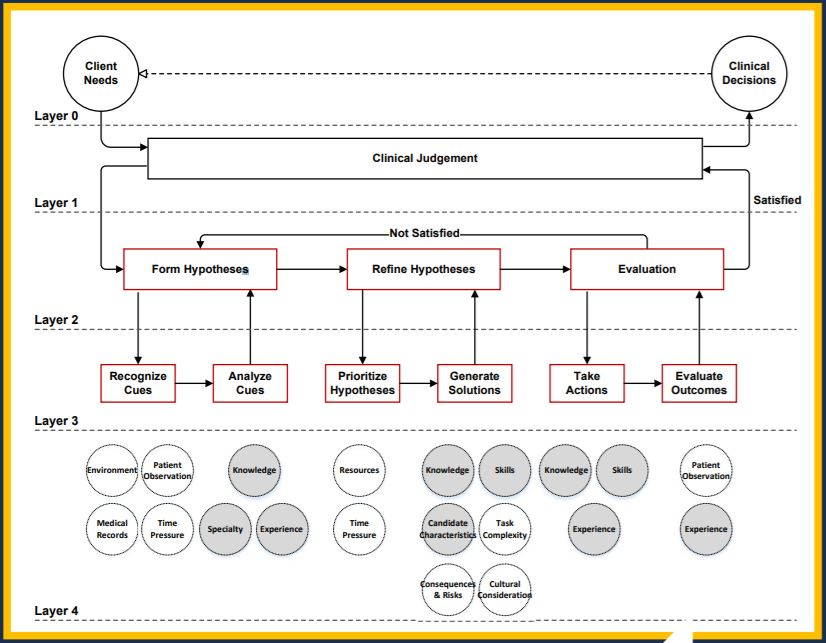 Client
Needs
Clinical
Decisions
Layer 0
Clinical Judgement
Layer 1
Satisfied
Not Satisfied
Form Hypotheses
Refine Hypotheses
Evaluation
Layer 2
Recognize
Cues
Analyze
Cues
Prioritize
Hypotheses
Generate
Solutions
Take
Actions
Evaluate
Outcomes
Layer 3
Environment
Patient
Observation
Knowledge
Resources
Knowledge
Skills
Knowledge
Skills
Patient
Observation
Medical
Records
Time
Pressure
Specialty
Experience
Time
Pressure
Candidate
Characteristics
Task
Complexity
Experience
Experience
Consequences
& Risks
Cultural
Consideration
Layer 4